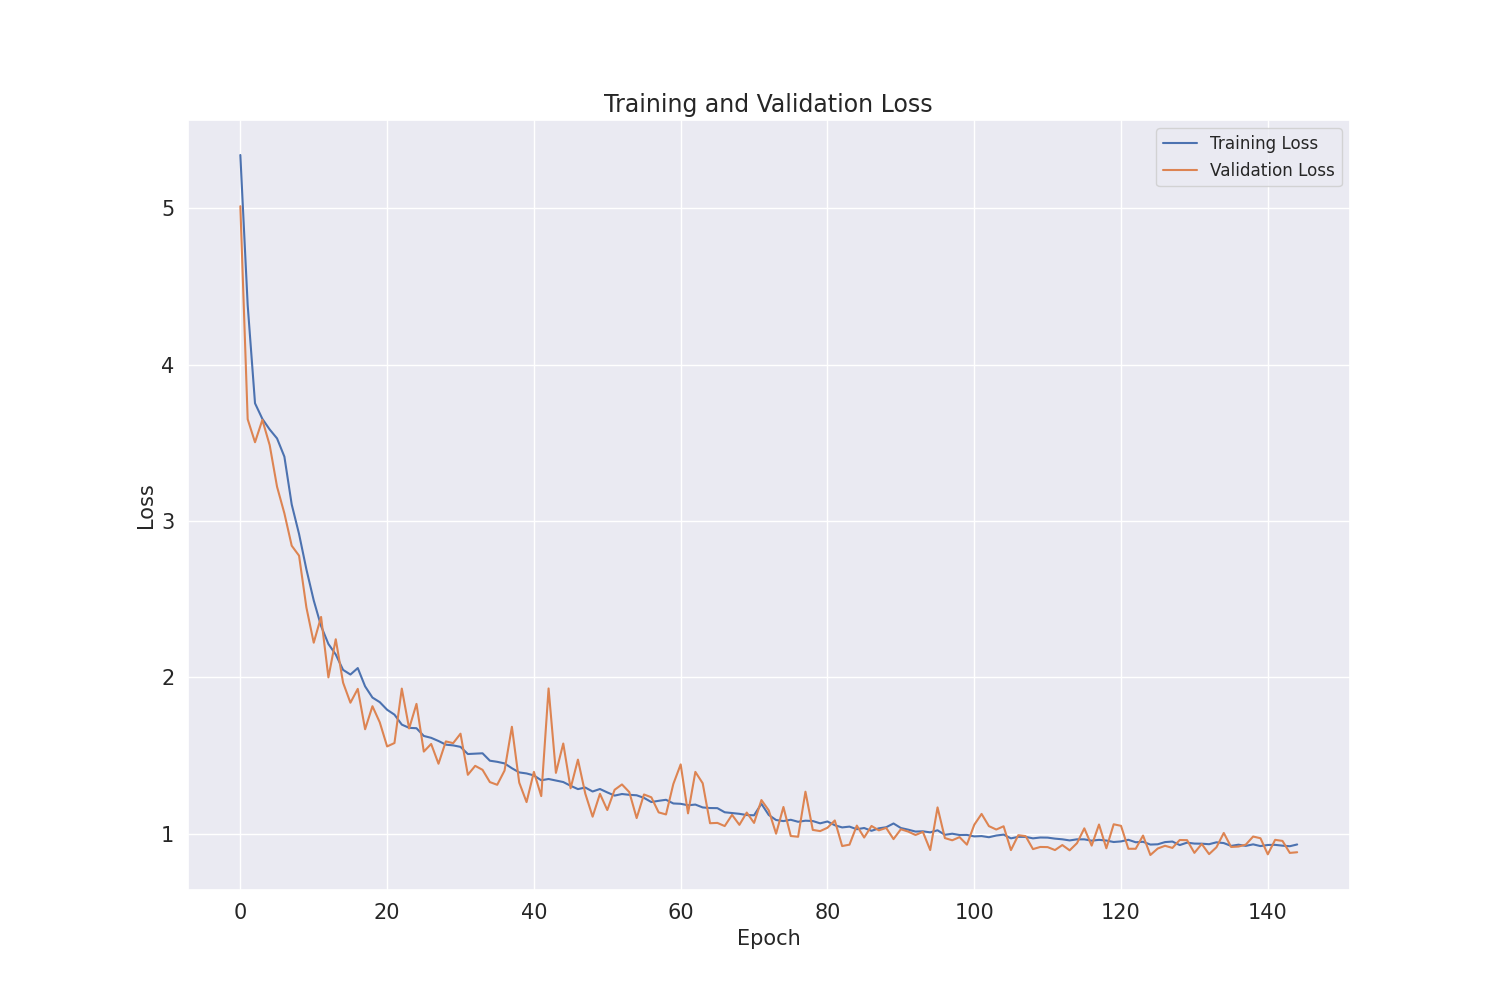 Training and Validation Loss
Training Loss
Validation Loss
5
4
3
2
1
Loss
0 20 40 60 80 100 120 140
Epoch